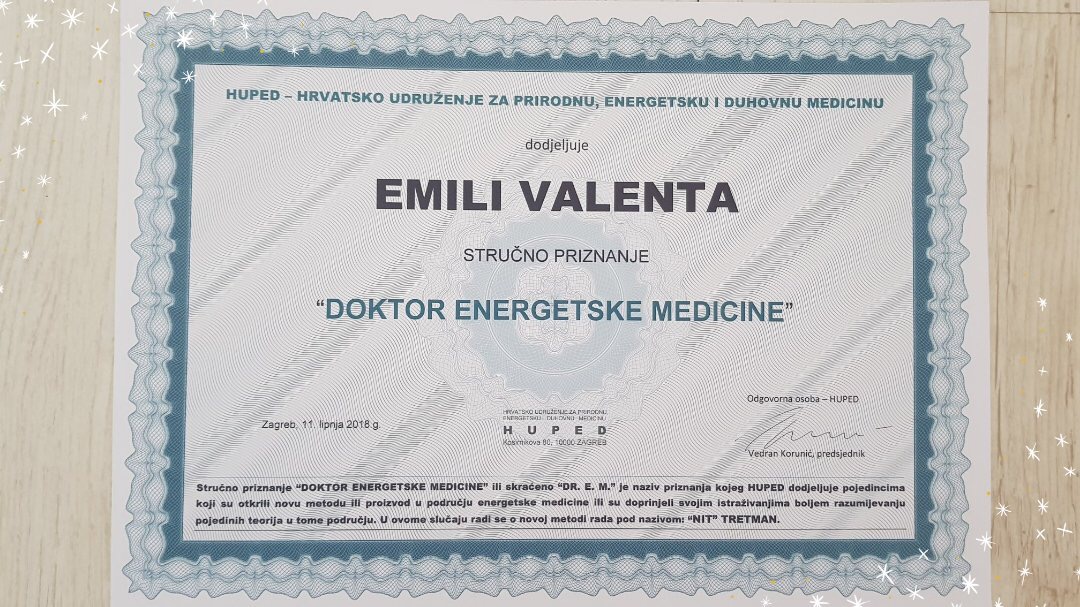 HUPED – HRVATSKO UDRUŽENJE ZA PRIRODNU, ENERGETSKU I DUHOVNU MEDICINU
dodjeljuje
EMILI VALENTA
STRUČNO PRIZNANJE
“DOKTOR ENERGETSKE MEDICINE”
Odgovorna osoba – HUPED
Zagreb, 11. lipnja 2018.g.
HRVATSKO UDRUŽENJE ZA PRIRODNU
ENERGETSKU I DUHOVNU MEDICINU
H U P E D
Kosirnikova 60, 10000 ZAGREB
Vedran Korunić, predsjednik
Stručno priznanje “DOKTOR ENERGETSKE MEDICINE” ili skraćeno “DR. E. M.” je naziv priznanja kojeg HUPED dodjeljuje pojedincima
koji su otkrili novu metodu ili proizvod u području energetske medicine ili su doprinjeli svojim istraživanjima boljem razumijevanju
pojedinih teorija u tome području. U ovome slučaju radi se o novoj metodi rada pod nazivom: “NIT” TRETMAN.